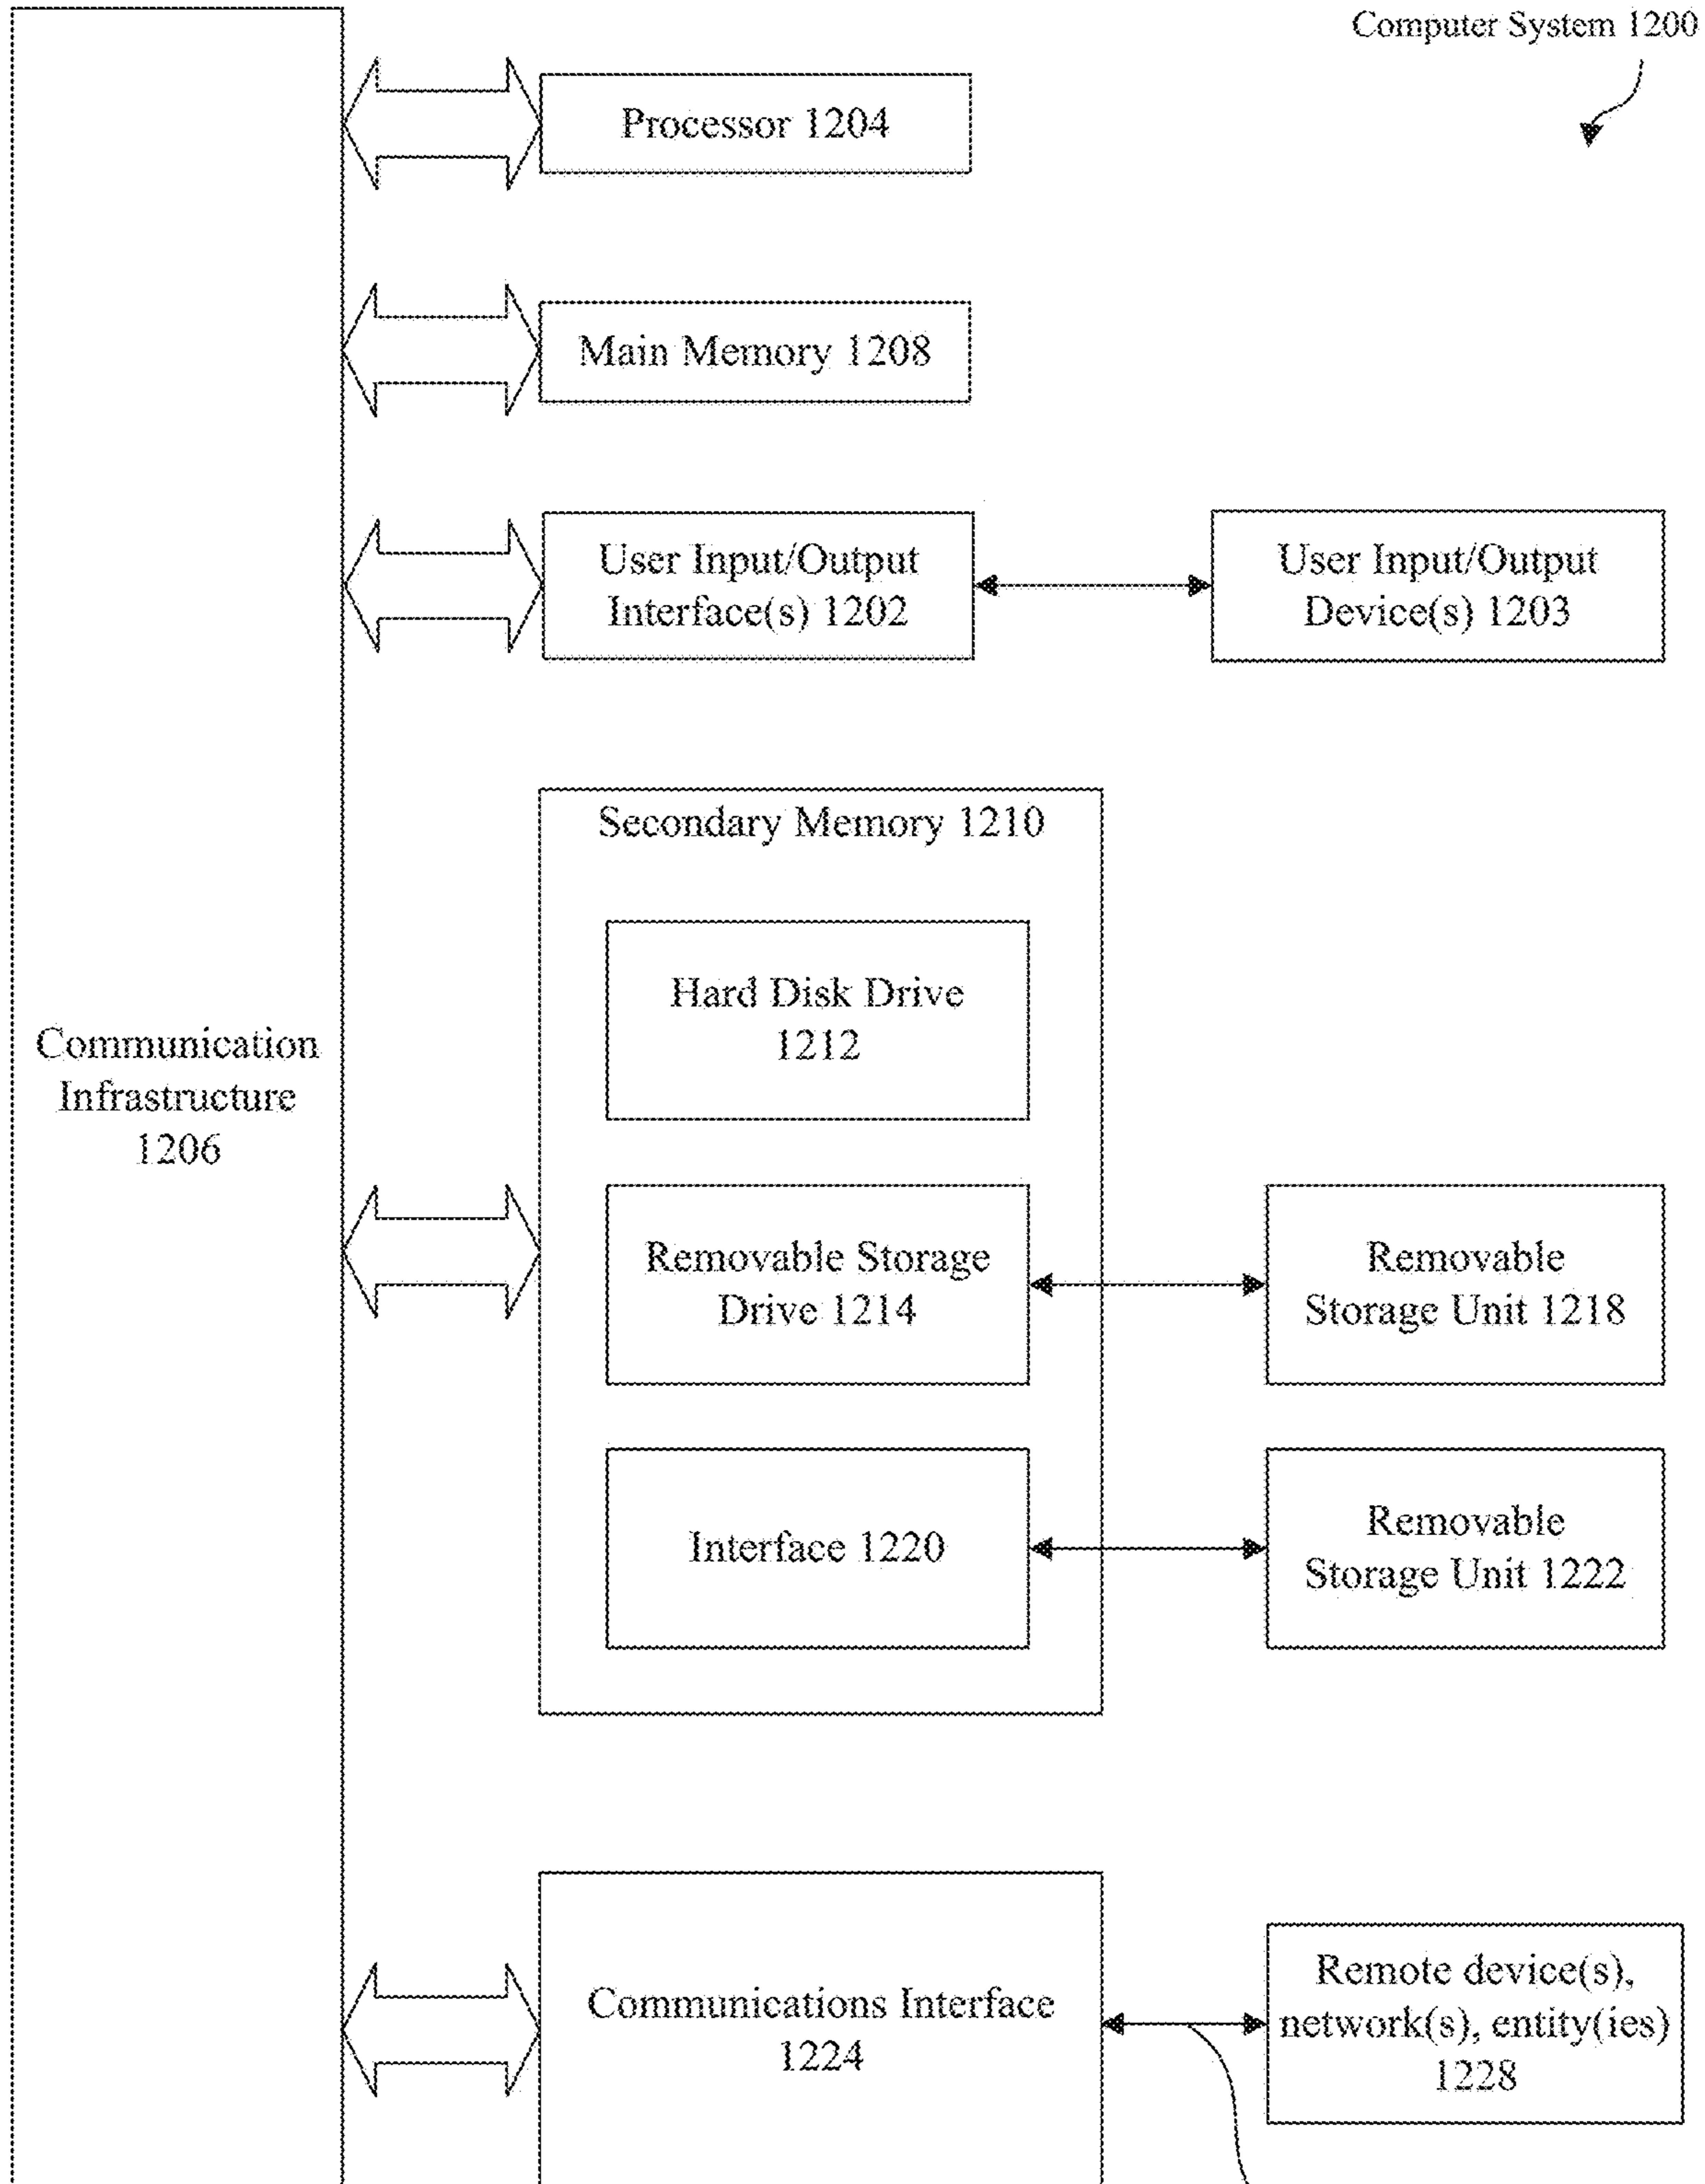 Computer System 1200
Processor 1204
Main Memory 1208
User Input/Output
Interface(s) 1202
User Input/Output
Device(s) 1203
Secondary Memory 1210
Hard Disk Drive
1212
Communication
Infrastructure
1206
Removable Storage
Drive 1214
Removable
Storage Unit 1218
Interface 1220
Removable
Storage Unit 1222
Communications Interface
1224
Remote device(s),
network(s), entity(ies)
1228